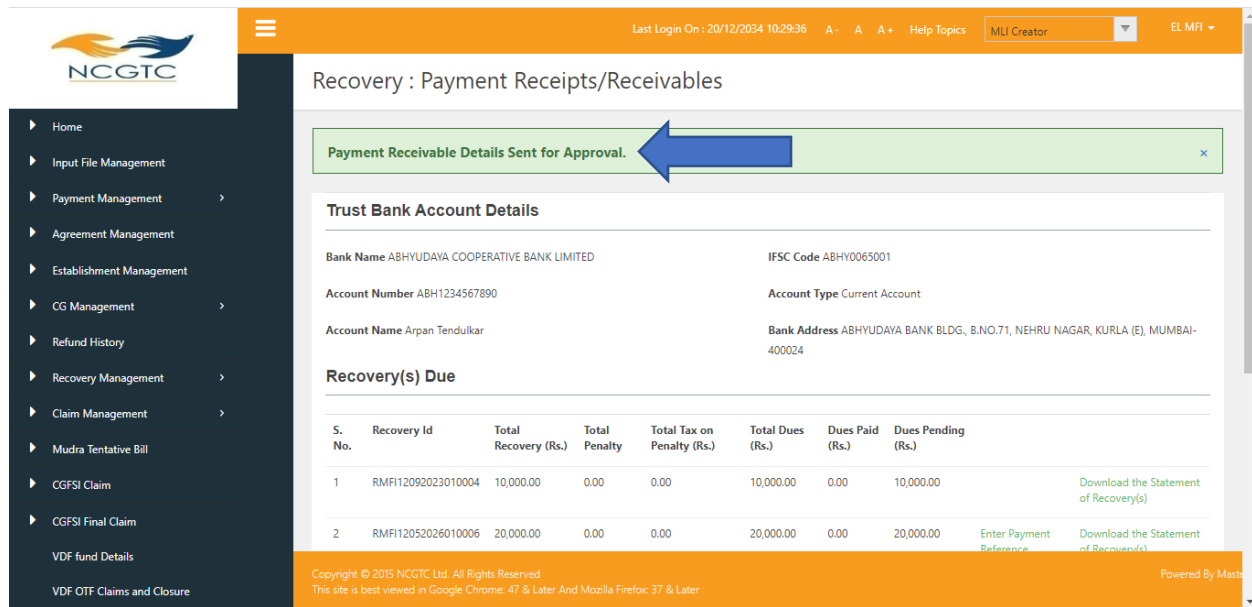 NCGTC
Last Login On : 20/12/2034 10:29:36 A- A A+ Help Topics MLI Creator EL MFI
Recovery : Payment Receipts/Receivables
Home
Input File Management
Payment Management
Agreement Management
Establishment Management
CG Management
Refund History
Recovery Management
Claim Management
Mudra Tentative Bill
CGFSI Claim
CGFSI Final Claim
VDF fund Details
VDF OTF Claims and Closure
Payment Receivable Details Sent for Approval. ×
Trust Bank Account Details
Bank Name ABHYUDAYA COOPERATIVE BANK LIMITED IFSC Code ABHY0065001
Account Number ABH1234567890 Account Type Current Account
Account Name Arpan Tendulkar Bank Address ABHYUDAYA BANK BLDG., B.NO.71, NEHRU NAGAR, KURLA (E), MUMBAI-
400024
Recovery(s) Due
S. Recovery Id Total Total Total Tax on Total Dues Dues Paid Dues Pending
No. Recovery (Rs.) Penalty Penalty (Rs.) (Rs.) (Rs.) (Rs.)
1 RMFI12092023010004 10,000.00 0.00 0.00 10,000.00 0.00 10,000.00 Download the Statement
of Recovery(s)
2 RMFI12052026010006 20,000.00 0.00 0.00 20,000.00 0.00 20,000.00 Enter Payment Download the Statement
Reference of Recovery(s)
Copyright © 2015 NCGTC Ltd. All Rights Reserved Powered By Maste
This site is best viewed in Google Chrome: 47 & Later And Mozilla Firefox: 37 & Later